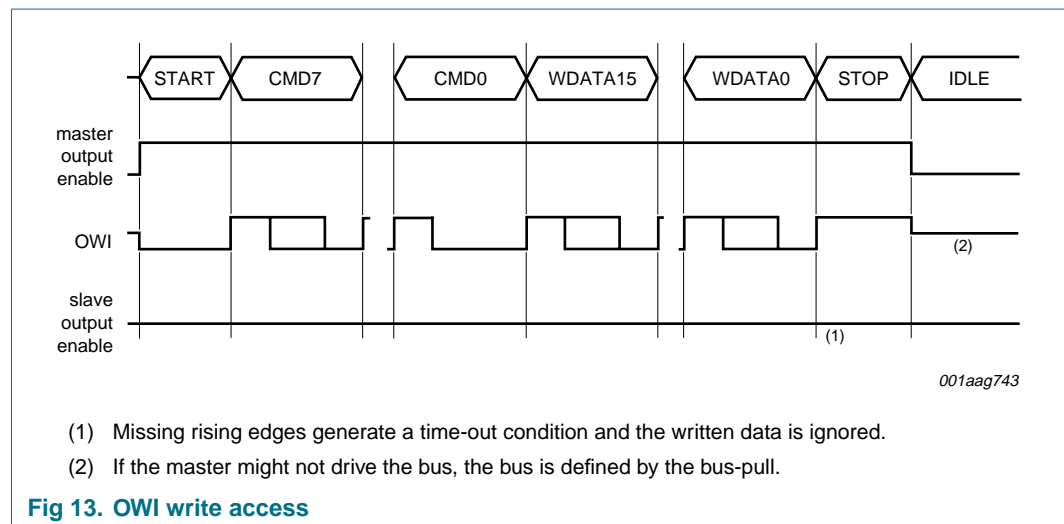 START CMD7 CMD0 WDATA15 WDATA0 STOP IDLE
master
output
enable
OWI
(2)
slave
output
enable
(1)
001aag743
(1) Missing rising edges generate a time-out condition and the written data is ignored.
(2) If the master might not drive the bus, the bus is defined by the bus-pull.
Fig 13. OWI write access